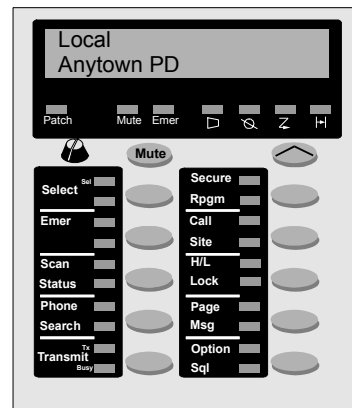 Local
Anytown PD
Patch Mute Emer
Mute
Sel
Select
Emer
Scan
Status
Phone
Search
Tx
Transmit
Busy
Secure
Rpgm
Call
Site
H/L
Lock
Page
Msg
Option
Sql